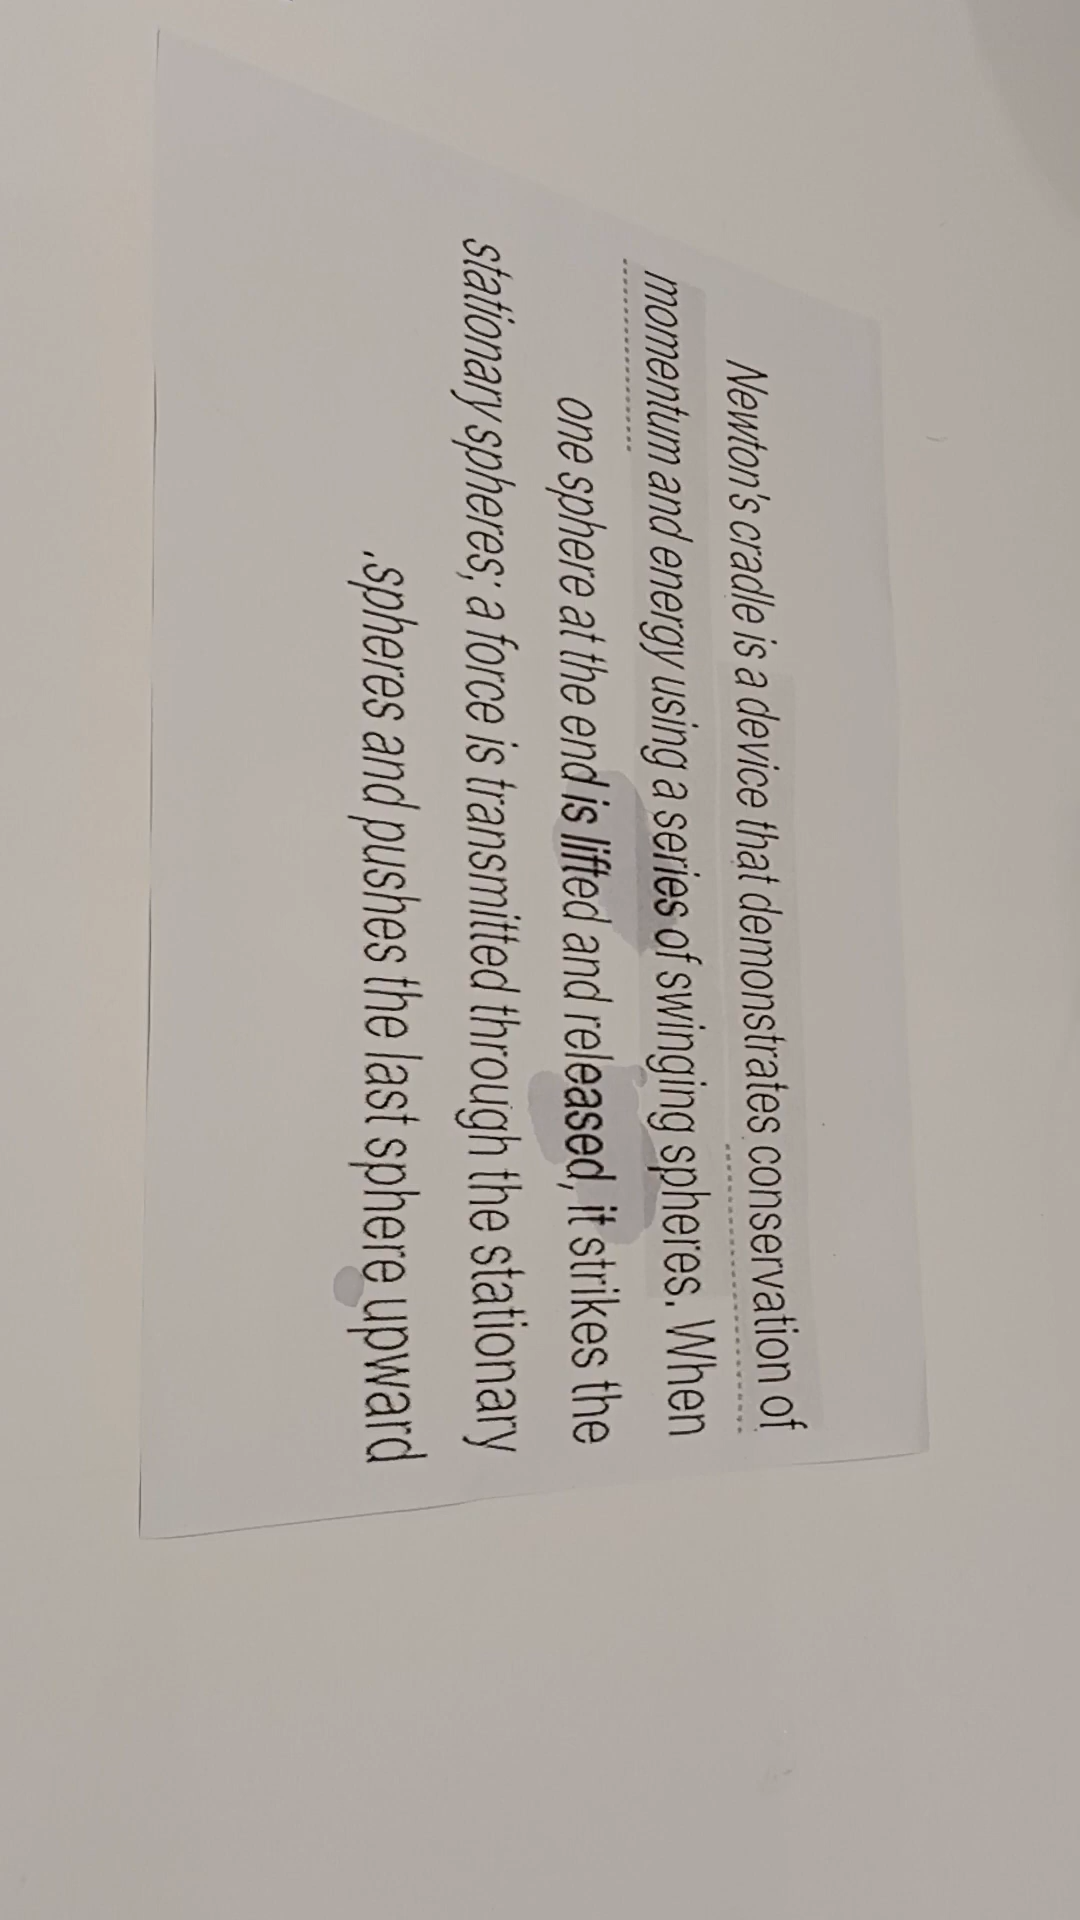 Newton's cradle is a device that demonstrates conservation of
momentum and energy using a series of swinging spheres. When
one sphere at the end is lifted and released, it strikes the
stationary spheres; a force is transmitted through the stationary
.spheres and pushes the last sphere upward